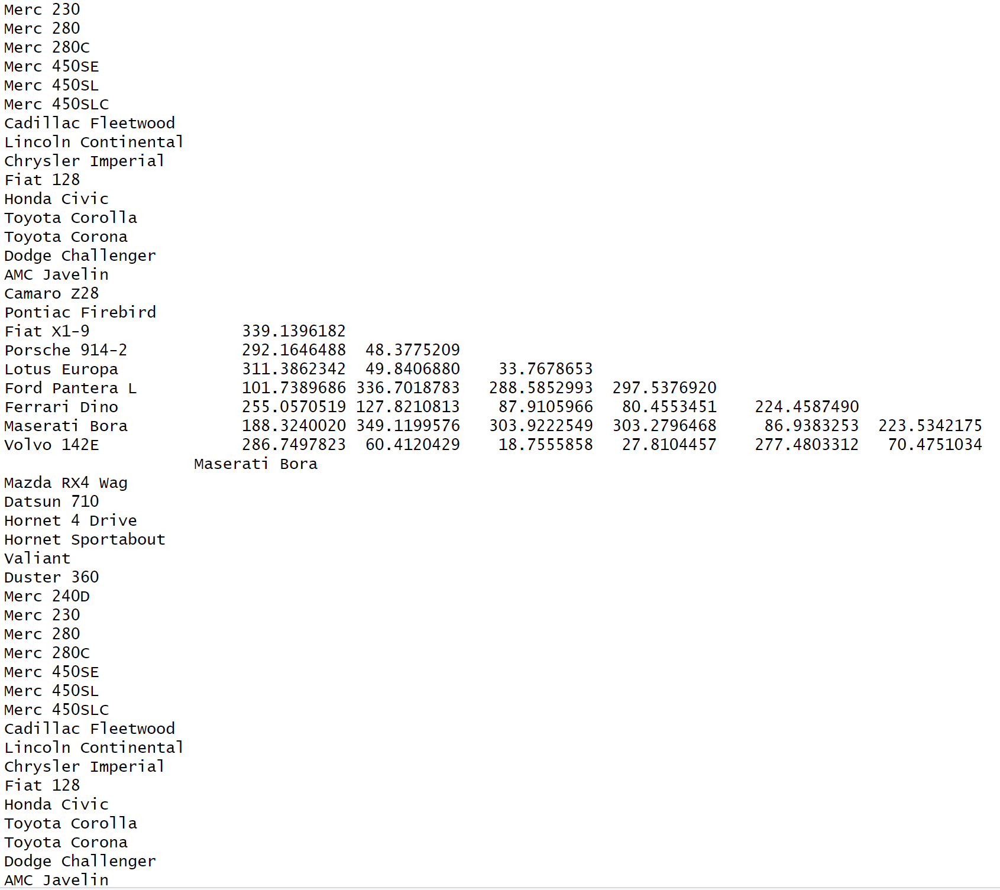 Merc 230
Merc 280
Merc 280C
Merc 450SE
Merc 450SL
Merc 450SLC
Cadillac Fleetwood
Lincoln Continental
Chrysler Imperial
Fiat 128
Honda Civic
Toyota Corolla
Toyota Corona
Dodge Challenger
AMC Javelin
Camaro Z28
Pontiac Firebird
Fiat X1-9 339.1396182
Porsche 914-2 292.1646488 48.3775209
Lotus Europa 311.3862342 49.8406880 33.7678653
Ford Pantera L 101.7389686 336.7018783 288.5852993 297.5376920
Ferrari Dino 255.0570519 127.8210813 87.9105966 80.4553451 224.4587490
Maserati Bora 188.3240020 349.1199576 303.9222549 303.2796468 86.9383253 223.5342175
Volvo 142E 286.7497823 60.4120429 18.7555858 27.8104457 277.4803312 70.4751034
Maserati Bora
Mazda RX4 Wag
Datsun 710
Hornet 4 Drive
Hornet Sportabout
Valiant
Duster 360
Merc 240D
Merc 230
Merc 280
Merc 280C
Merc 450SE
Merc 450SL
Merc 450SLC
Cadillac Fleetwood
Lincoln Continental
Chrysler Imperial
Fiat 128
Honda Civic
Toyota Corolla
Toyota Corona
Dodge Challenger
AMC Javelin